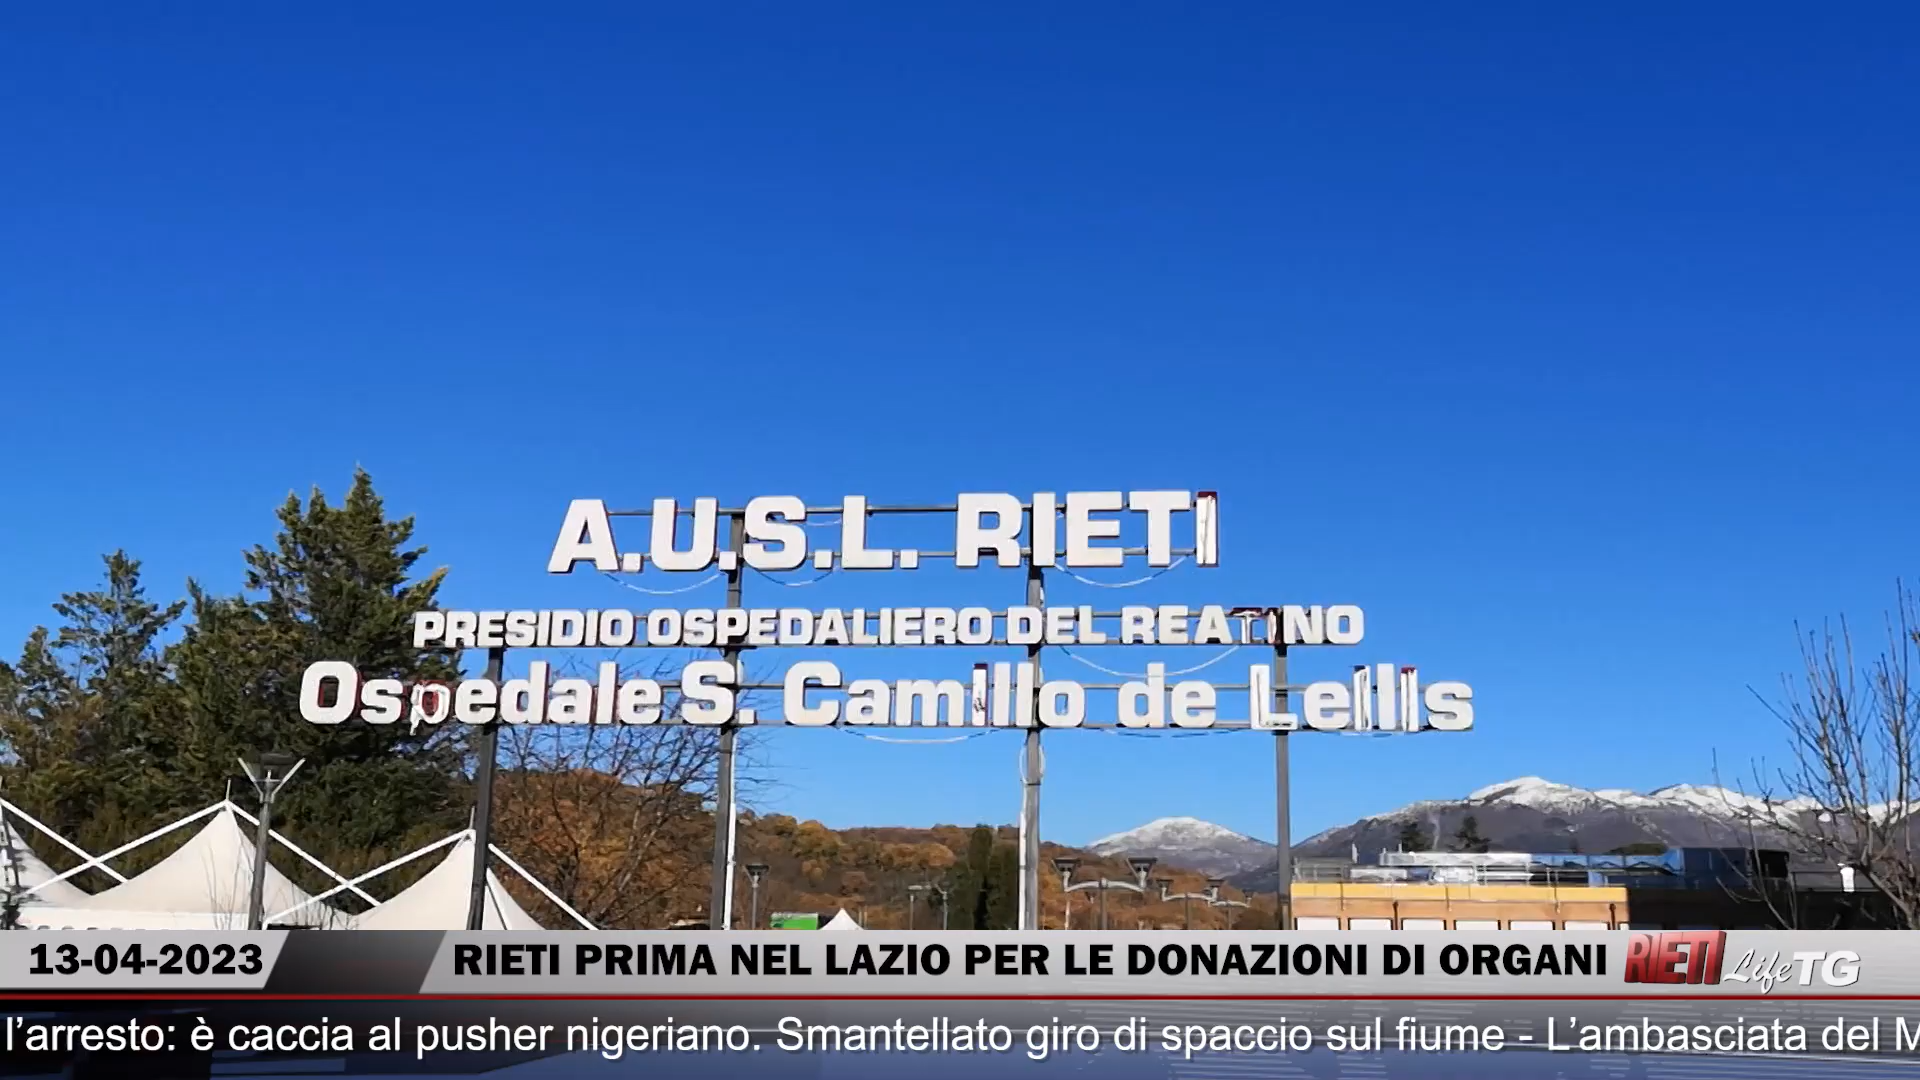 A.U.S.L. RIETI
PRESIDIO OSPEDALIERO DEL REATINO
Ospedale S. Camillo de Lellis
13-04-2023 RIETI PRIMA NEL LAZIO PER LE DONAZIONI DI ORGANI RIETI Life TG
l’arresto: è caccia al pusher nigeriano. Smantellato giro di spaccio sul fiume - L’ambasciata del